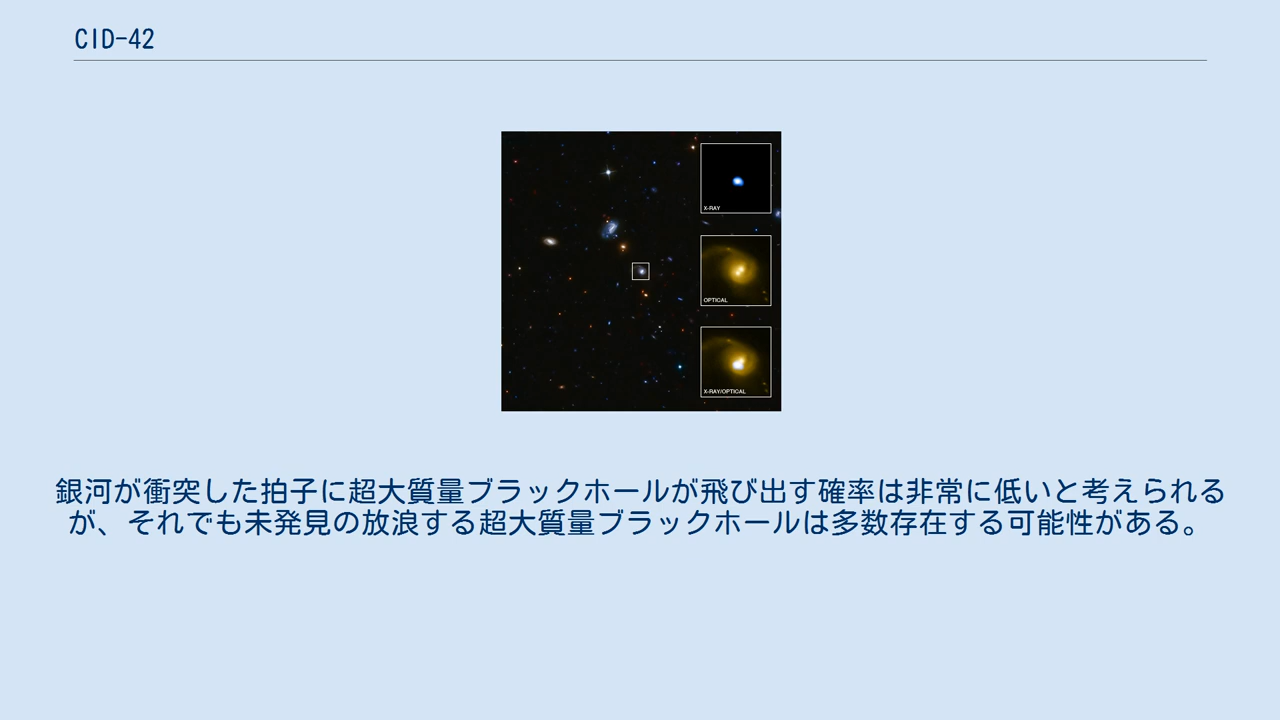 CID-42
X-RAY
OPTICAL
X-RAY/OPTICAL
銀河が衝突した拍子に超大質量ブラックホールが飛び出す確率は非常に低いと考えられる
が、それでも未発見の放浪する超大質量ブラックホールは多数存在する可能性がある。